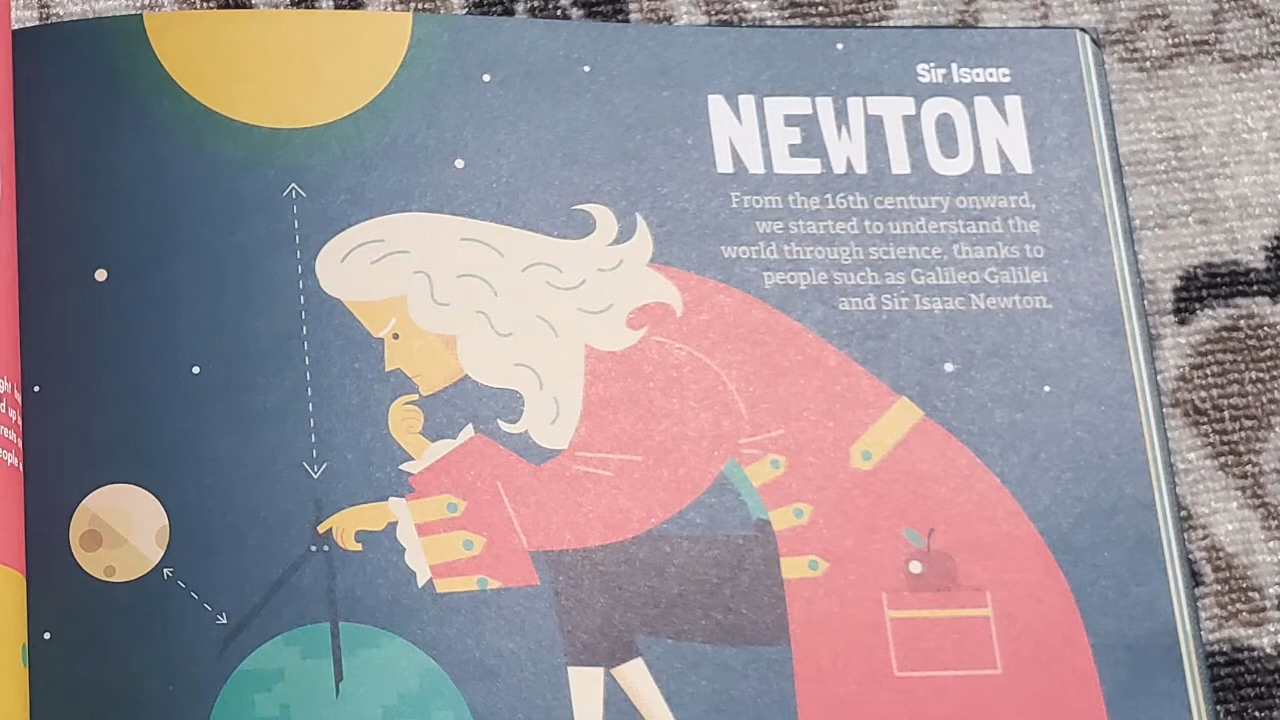 Sir Isaac
NEWTON
From the 16th century onward,
we started to understand the
world through science, thanks to
people such as Galileo Galilei
and Sir Isaac Newton.